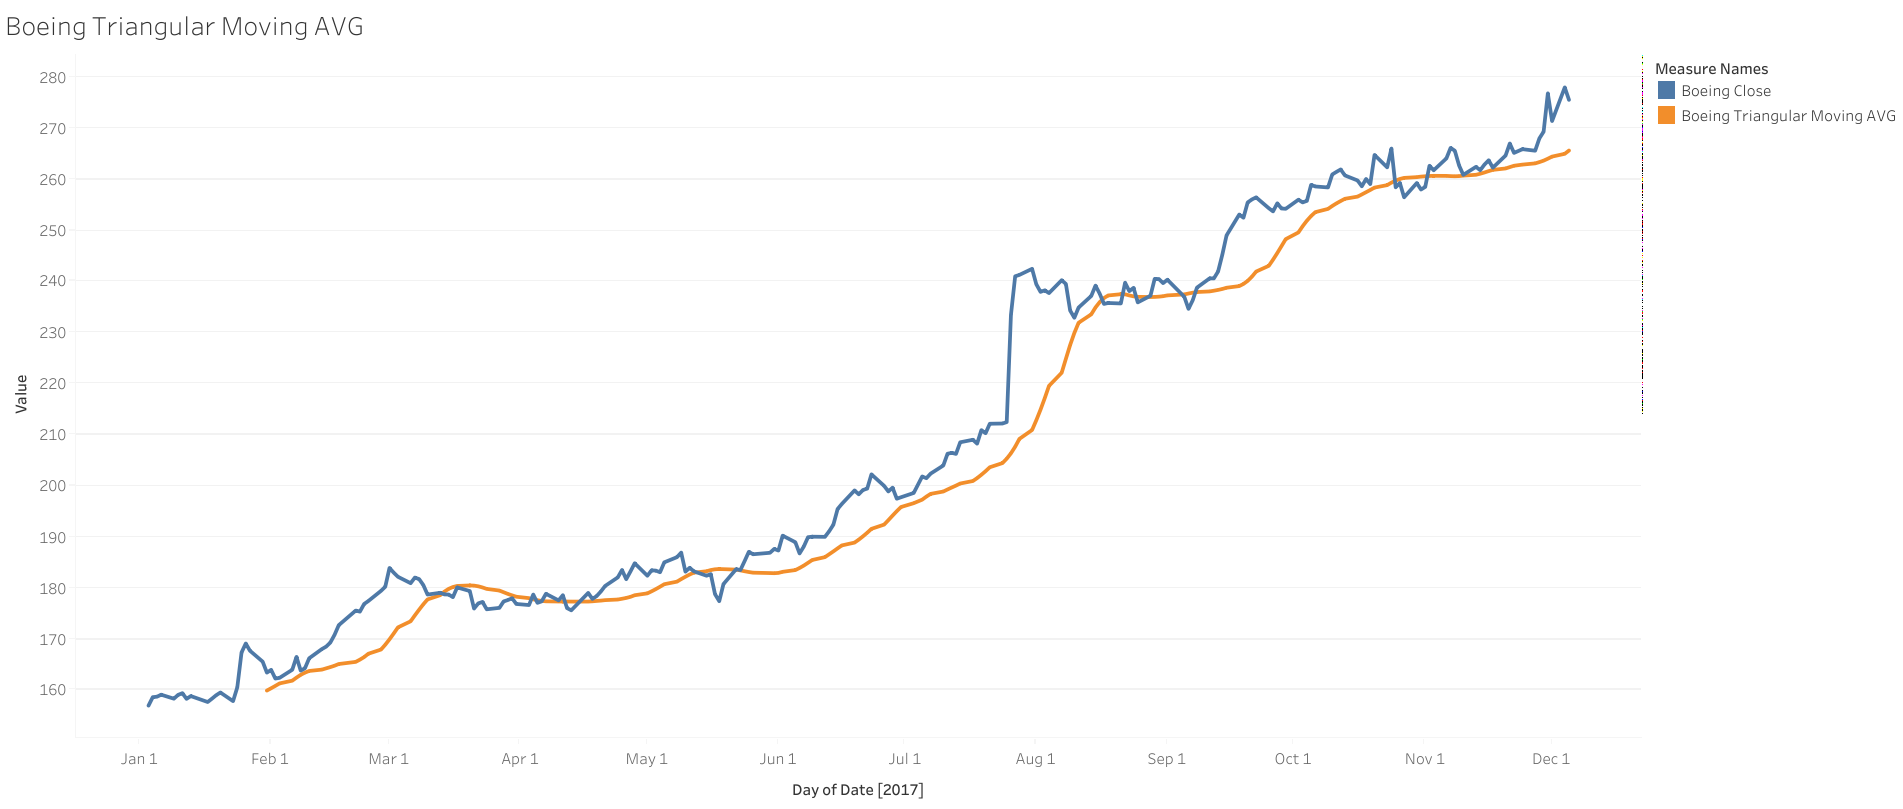 Boeing Triangular Moving AVG
Measure Names
Boeing Close
Boeing Triangular Moving AVG
Value
280
270
260
250
240
230
220
210
200
190
180
170
160
Jan 1 Feb 1 Mar 1 Apr 1 May 1 Jun 1 Jul 1 Aug 1 Sep 1 Oct 1 Nov 1 Dec 1
Day of Date [2017]